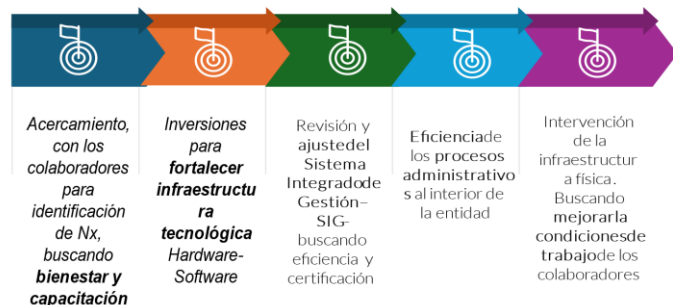 Acercamiento,
con los
colaboradores
para
identificación
de Nx,
buscando
bienestar y
capacitación
Inversiones
para
fortalecer
infraestructu
ra
tecnológica
Hardware-
Software
Revisión y
ajustedel
Sistema
Integradode
Gestión–
SIG-
buscando
eficiencia y
certificación
Eficienciade
los procesos
administrativo
s al interior de
la entidad
Intervención
de la
infraestructur
a física.
Buscando
mejorarla
condicionesde
trabajode los
colaboradores